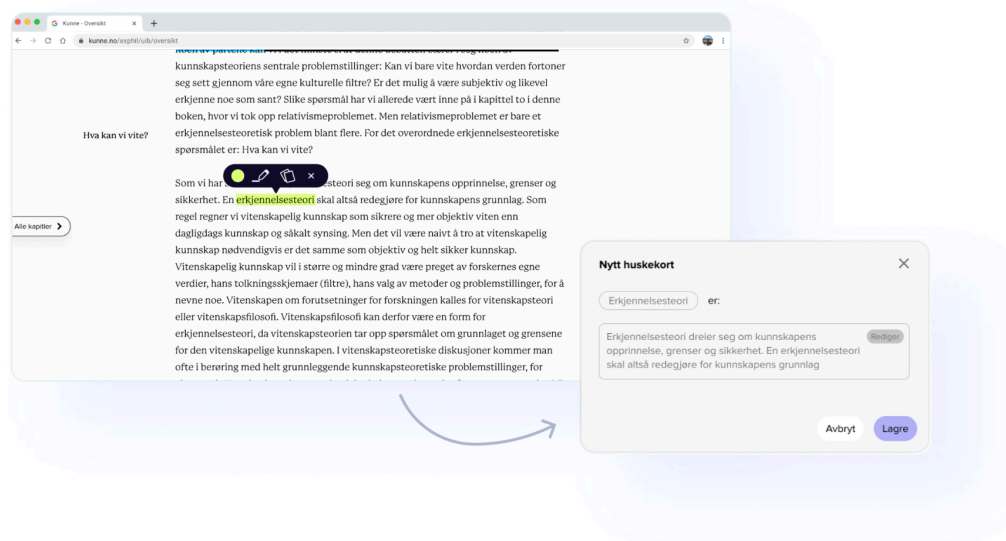 Kunne - Oversikt
kunne.no/exphil/uib/oversikt
kunnskapsteoriens sentrale problemstillinger: Kan vi bare vite hvordan verden fortoner
seg sett gjennom våre egne kulturelle filtre? Er det mulig å være subjektiv og likevel
erkjenne noe som sant? Slike spørsmål har vi allerede vært inne på i kapittel to i denne
boken, hvor vi tok opp relativismeproblemet. Men relativismeproblemet er bare et
Hva kan vi vite?
erkjennelsesteoretisk problem blant flere. For det overordnede erkjennelsesteoretiske
spørsmålet er: Hva kan vi vite?
Som vi har steori seg om kunnskapens opprinnelse, grenser og
sikkerhet. En erkjennelsesteori skal altså redegjøre for kunnskapens grunnlag. Som
regel regner vi vitenskapelig kunnskap som sikrere og mer objektiv viten enn
Alle kapitler
dagligdags kunnskap og såkalt synsing. Men det vil være naivt å tro at vitenskapelig
kunnskap nødvendigvis er det samme som objektiv og helt sikker kunnskap.
Vitenskapelig kunnskap vil i større og mindre grad være preget av forskernes egne
verdier, hans tolkningsskjemaer (filtre), hans valg av metoder og problemstillinger, for å
nevne noe. Vitenskapen om forutsetninger for forskningen kalles for vitenskapsteori
eller vitenskapsfilosofi. Vitenskapsfilosofi kan derfor være en form for
erkjennelsesteori, da vitenskapsteorien tar opp spørsmålet om grunnlaget og grensene
for den vitenskapelige kunnskapen. I vitenskapsteoretiske diskusjoner kommer man
ofte i berøring med helt grunnleggende kunnskapsteoretiske problemstillinger, for
Nytt huskekort
Erkjennelsesteori er:
Erkjennelsesteori dreier seg om kunnskapens
Rediger
opprinnelse, grenser og sikkerhet. En erkjennelsesteori
skal altså redegjøre for kunnskapens grunnlag
Avbryt
Lagre